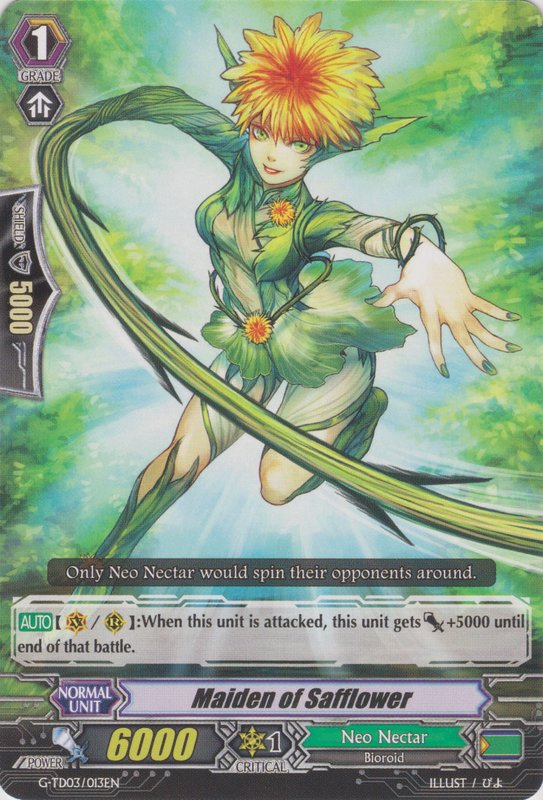 1
GRADE
SHIELD
5000
Only Neo Nectar would spin their opponents around.
AUTO【 V / R 】:When this unit is attacked, this unit gets +5000 until
end of that battle.
NORMAL
UNIT
Maiden of Safflower
POWER
6000
1
CRITICAL
Neo Nectar
Bioroid
G-TD03/013EN
ILLUST / ぴよ